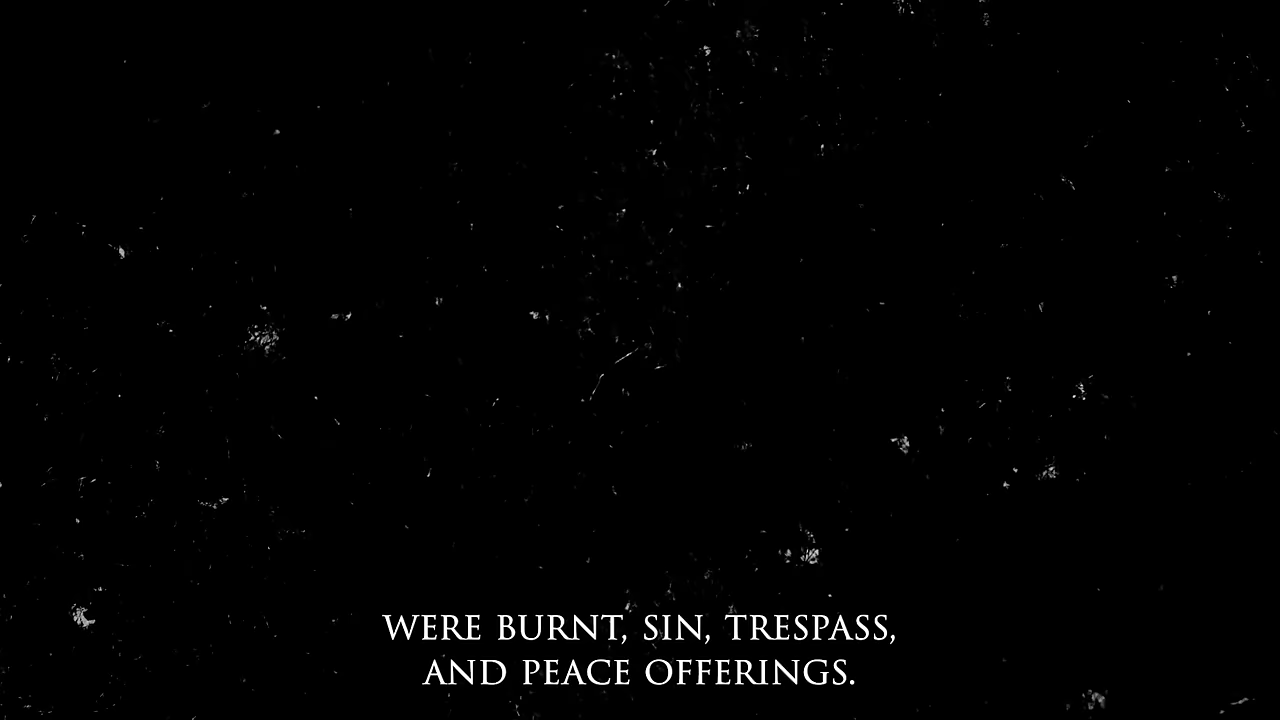 WERE BURNT, SIN, TRESPASS,
AND PEACE OFFERINGS.